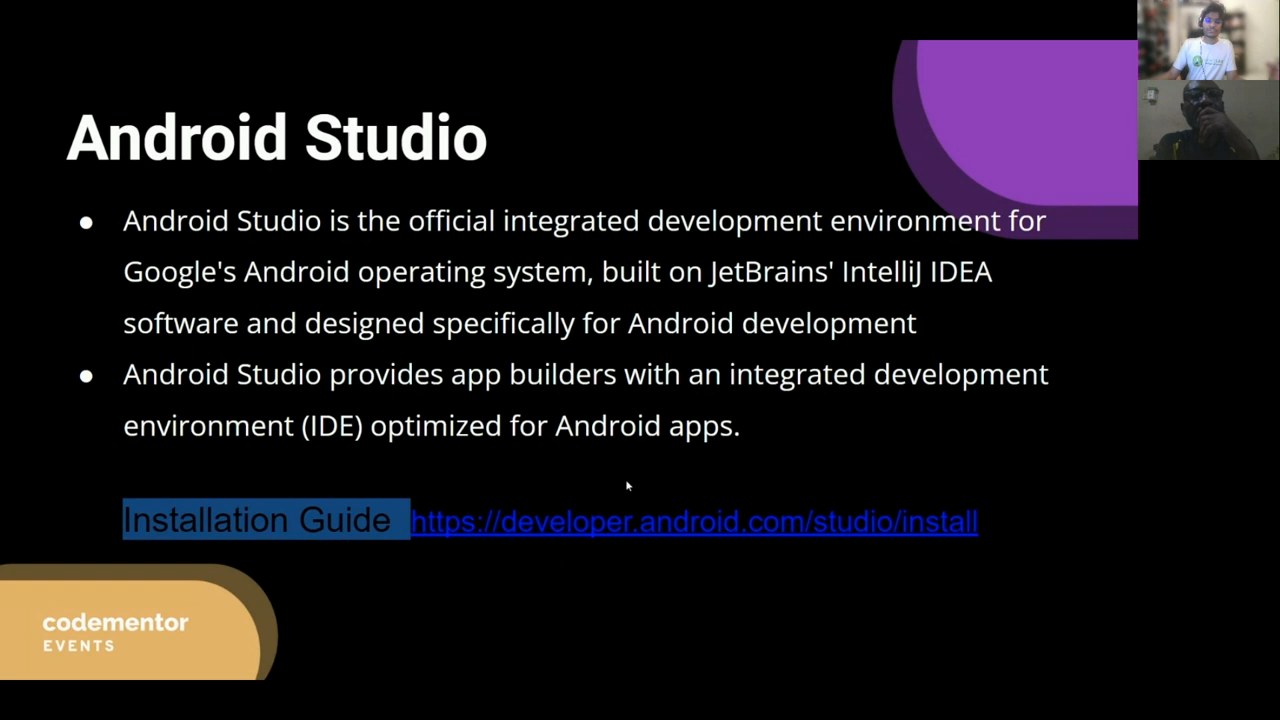 Android Studio
● Android Studio is the official integrated development environment for
Google's Android operating system, built on JetBrains' IntelliJ IDEA
software and designed specifically for Android development
● Android Studio provides app builders with an integrated development
environment (IDE) optimized for Android apps.
Installation Guide https://developer.android.com/studio/install
codementor
EVENTS